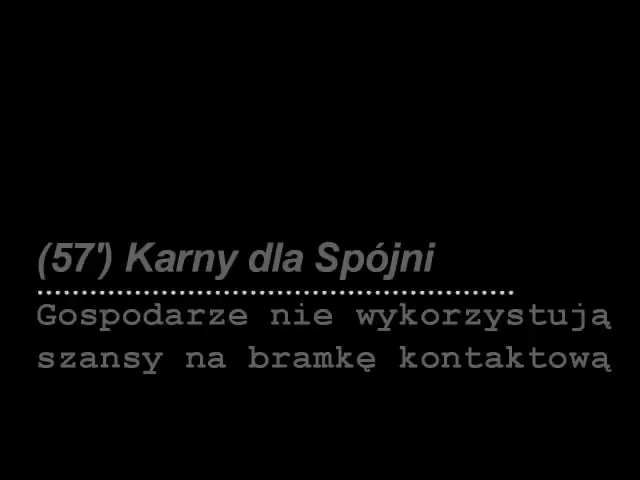 (57') Karny dla Spójni
Gospodarze nie wykorzystują
szansy na bramkę kontaktową